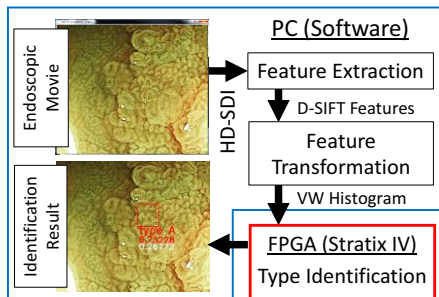 Endoscopic
Movie
HD-SDI
PC (Software)
Feature Extraction
D-SIFT Features
Feature
Transformation
VW Histogram
FPGA (Stratix IV)
Type Identification
Identification
Result
type A